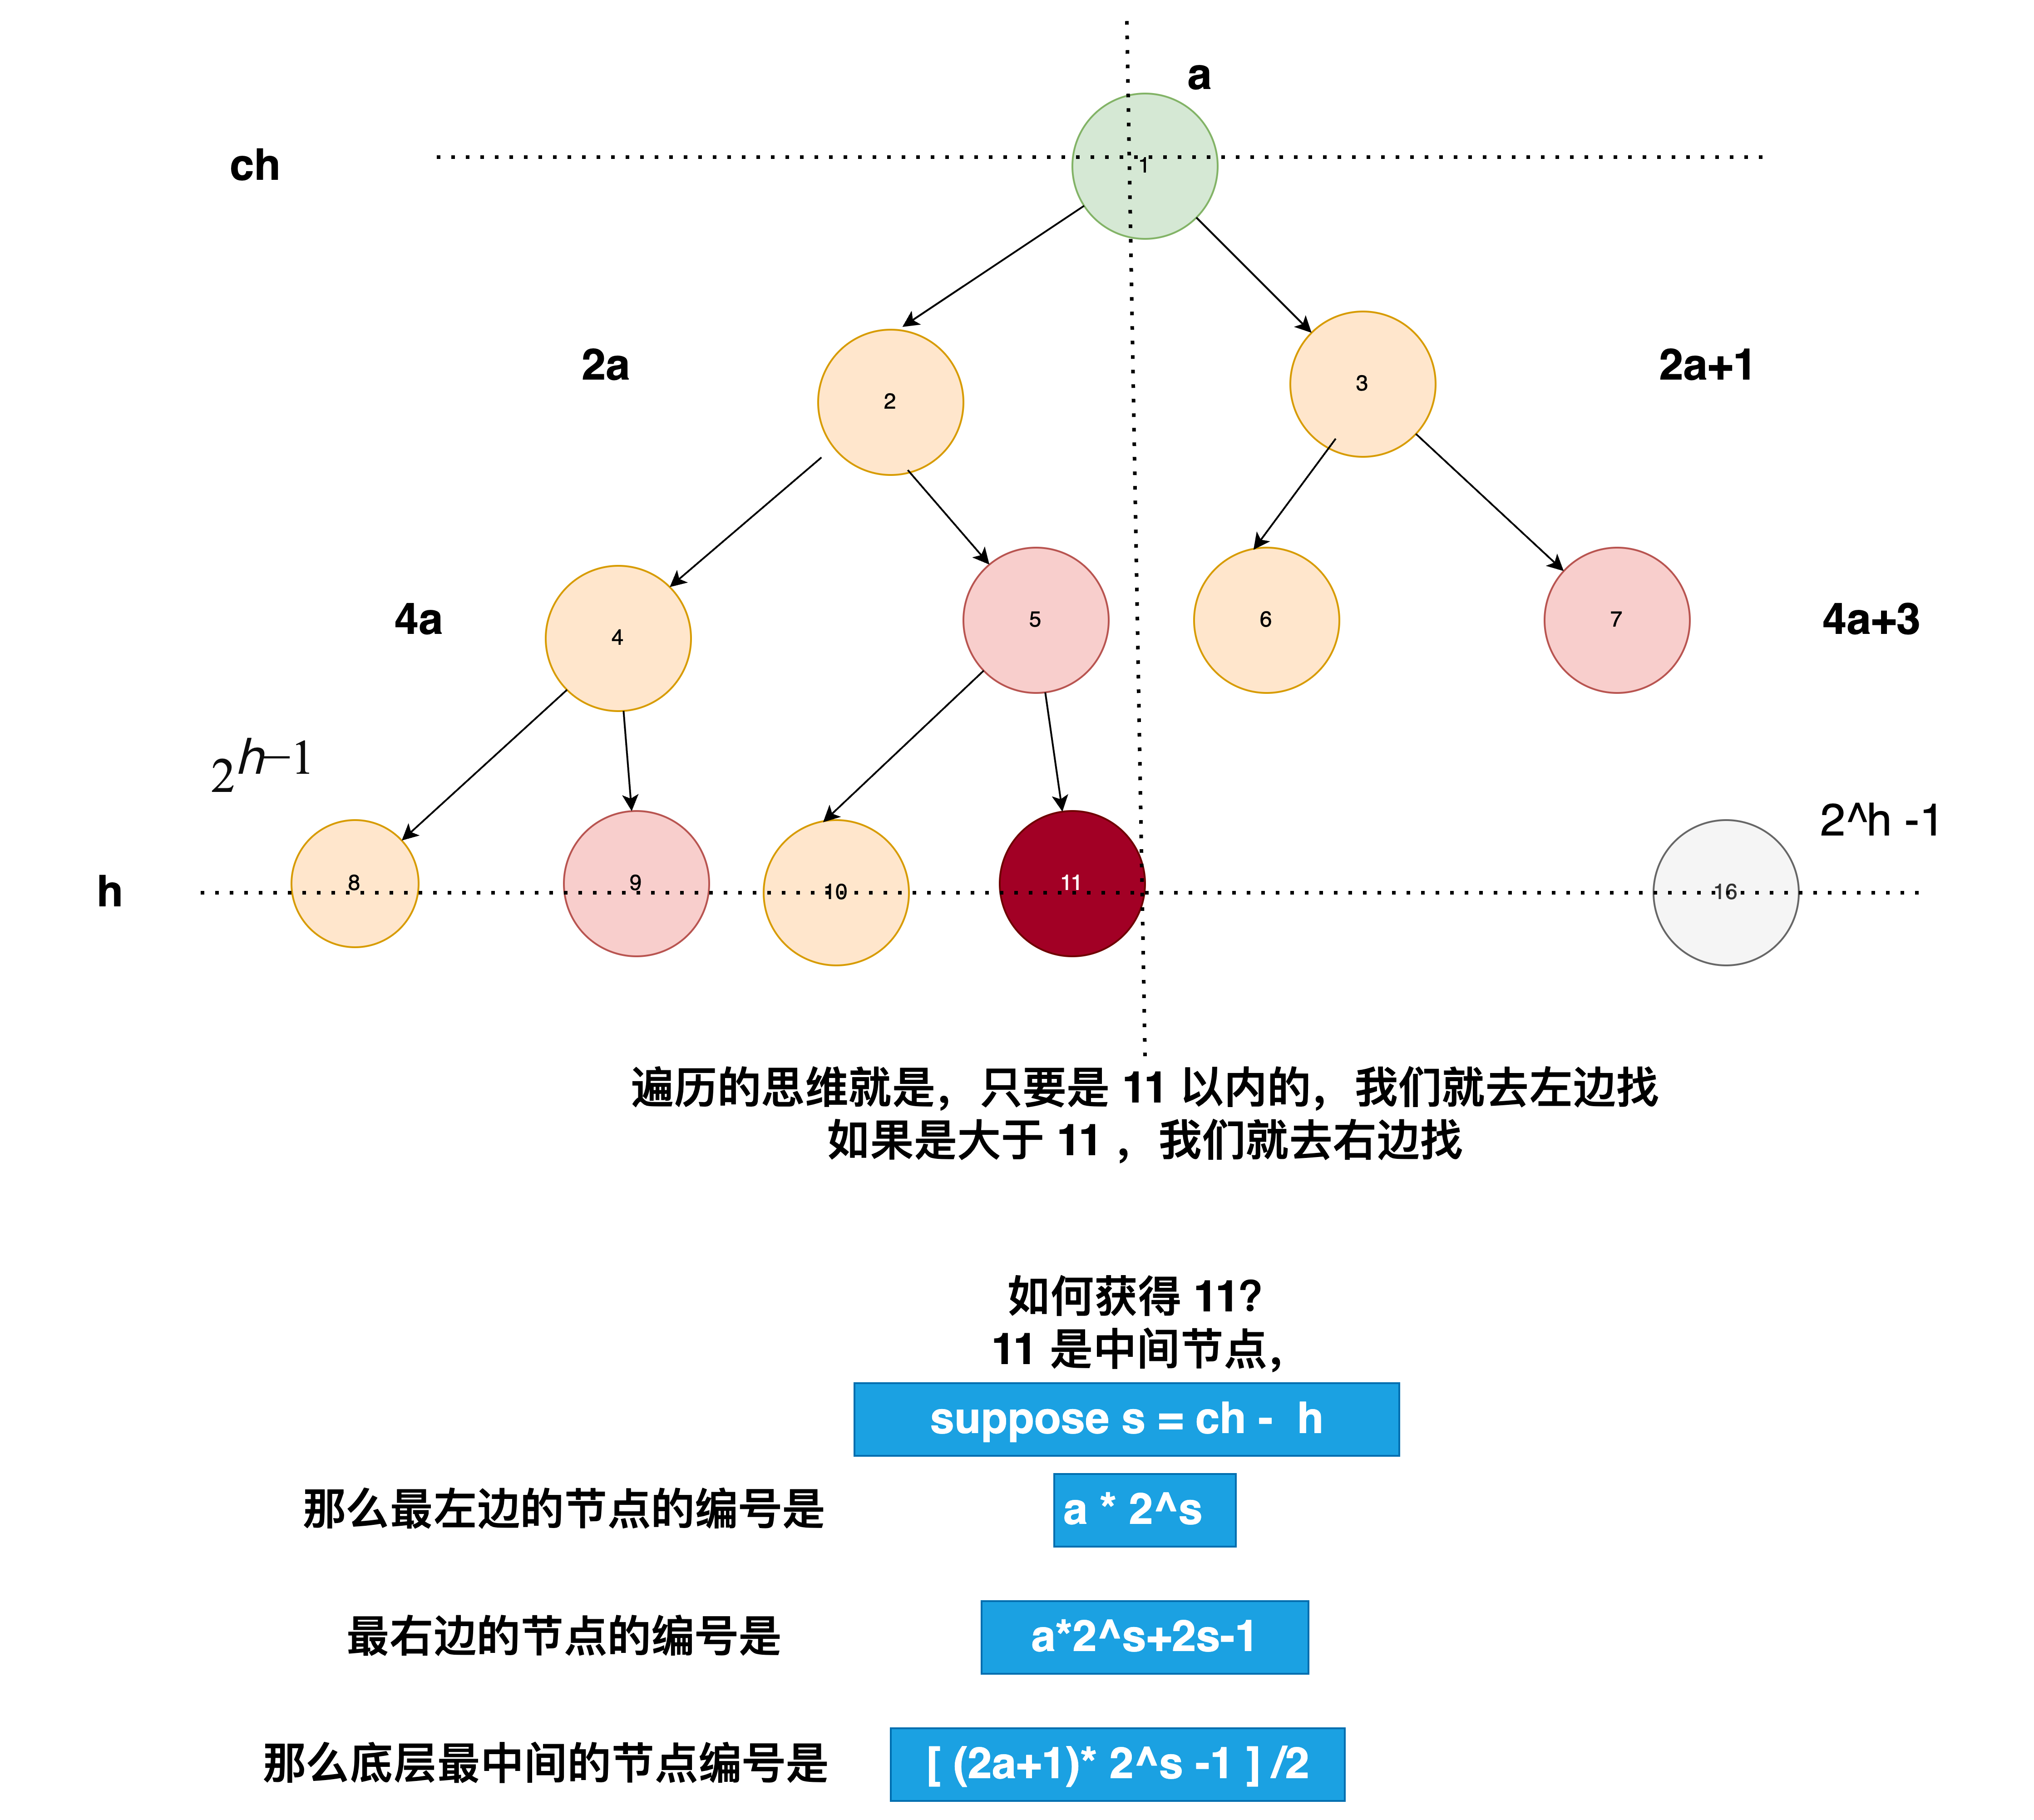 a
ch
1
2a
2
3
2a+1
4a
4
5
6
7
4a+3
2^h−1
2^h -1
h
8
9
10
11
16
遍历的思维就是，只要是 11 以内的，我们就去左边找
如果是大于 11 ，我们就去右边找
如何获得 11?
11 是中间节点，
suppose s = ch - h
那么最左边的节点的编号是 a * 2^s
最右边的节点的编号是 a*2^s+2s-1
那么底层最中间的节点编号是 [ (2a+1)* 2^s -1 ] /2